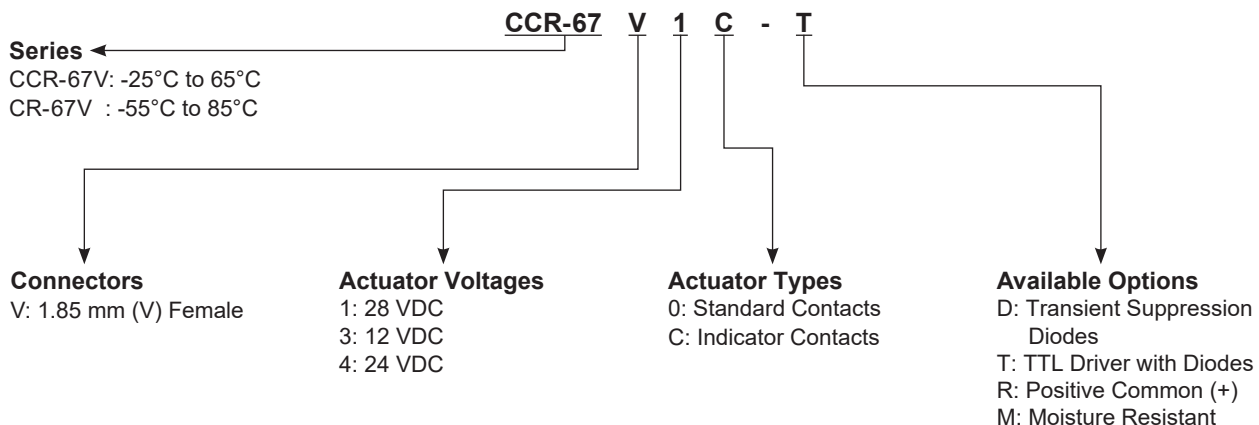 CCR-67 V 1 C - T
Series
CCR-67V: -25°C to 65°C
CR-67V : -55°C to 85°C
Connectors
V: 1.85 mm (V) Female
Actuator Voltages
1: 28 VDC
3: 12 VDC
4: 24 VDC
Actuator Types
0: Standard Contacts
C: Indicator Contacts
Available Options
D: Transient Suppression
Diodes
T: TTL Driver with Diodes
R: Positive Common (+)
M: Moisture Resistant